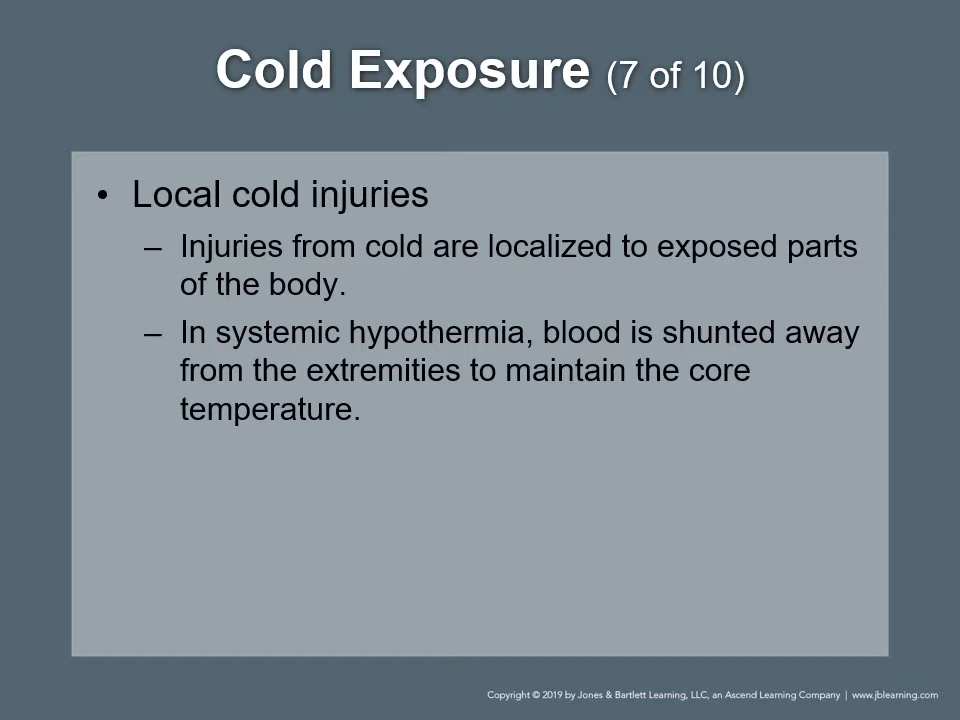 Cold Exposure (7 of 10)
• Local cold injuries
– Injuries from cold are localized to exposed parts
of the body.
– In systemic hypothermia, blood is shunted away
from the extremities to maintain the core
temperature.
Copyright © 2019 by Jones & Bartlett Learning, LLC, an Ascend Learning Company | www.jblearning.com